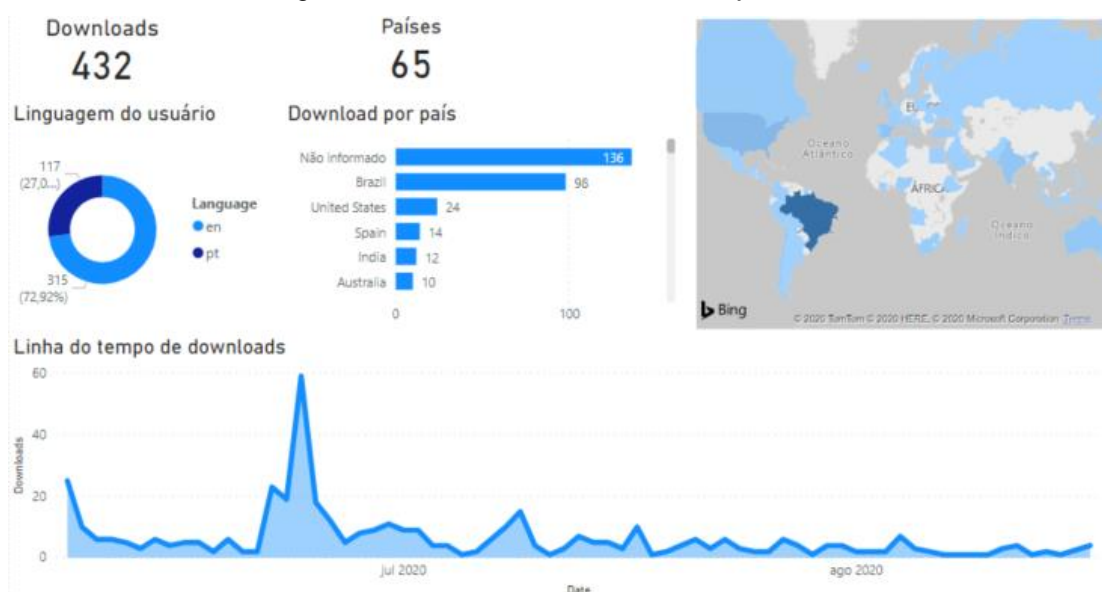 Downloads
432
Países
65
Linguagem do usuário
117
(27,0...)
315
(72,92%)
Language
en
pt
Download por país
Não informado 136
Brazil 98
United States 24
Spain 14
India 12
Australia 10
0 100
Oceano
Atlântico
ÁFRICA
Oceano
Índico
Bing
© 2020 TomTom © 2020 HERE, © 2020 Microsoft Corporation Terms
Linha do tempo de downloads
60
40
20
0
Downloads
jul 2020
ago 2020
Date